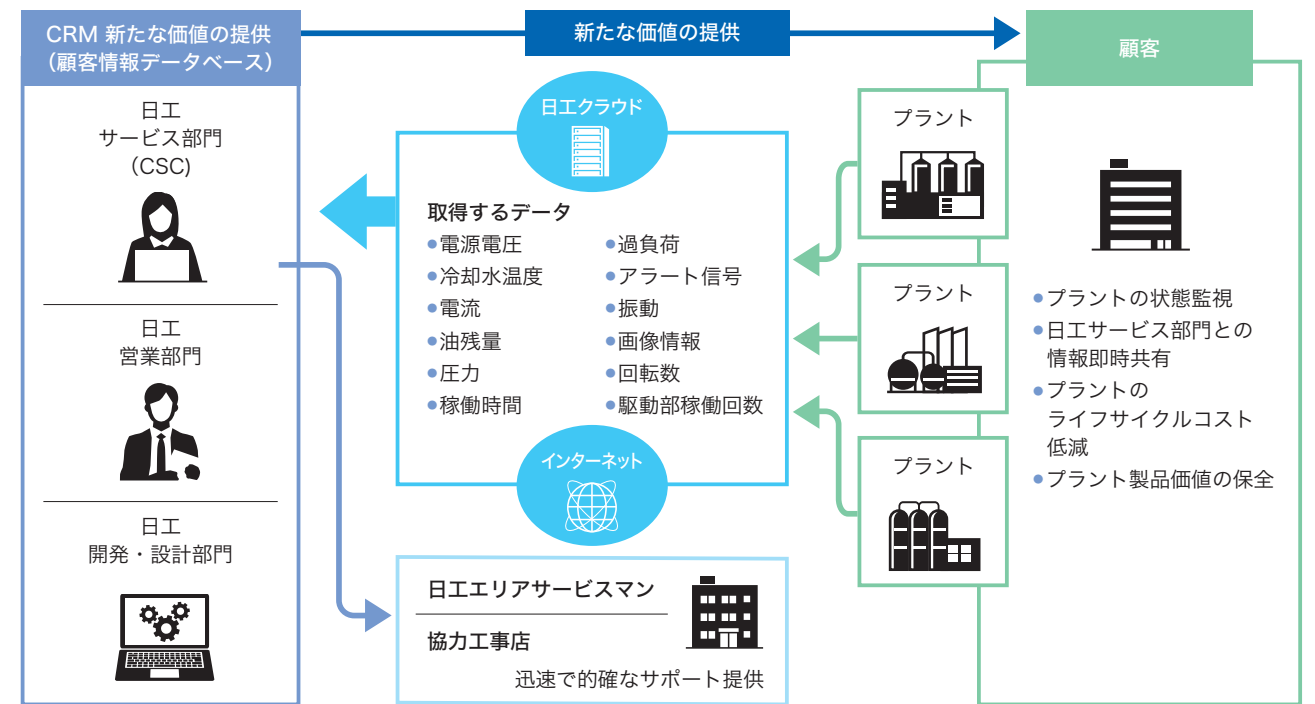 CRM 新たな価値の提供
（顧客情報データベース）
新たな価値の提供
顧客
日工
サービス部門
（CSC)
日工
営業部門
日工
開発・設計部門
日工クラウド
取得するデータ
●電源電圧
●冷却水温度
●電流
●油残量
●圧力
●稼働時間
●過負荷
●アラート信号
●振動
●画像情報
●回転数
●駆動部稼働回数
インターネット
日工エリアサービスマン
協力工事店
迅速で的確なサポート提供
プラント
プラント
プラント
●プラントの状態監視
●日工サービス部門との
情報即時共有
●プラントの
ライフサイクルコスト
低減
●プラント製品価値の保全